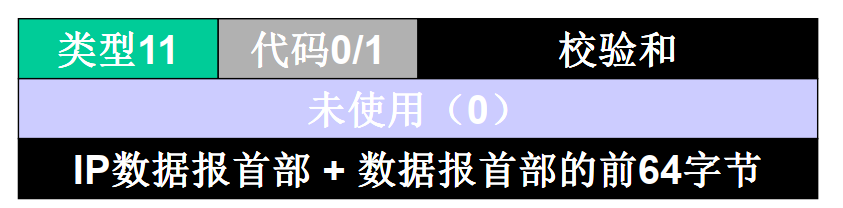 类型11 代码0/1 校验和
未使用（0）
IP数据报首部 + 数据报首部的前64字节